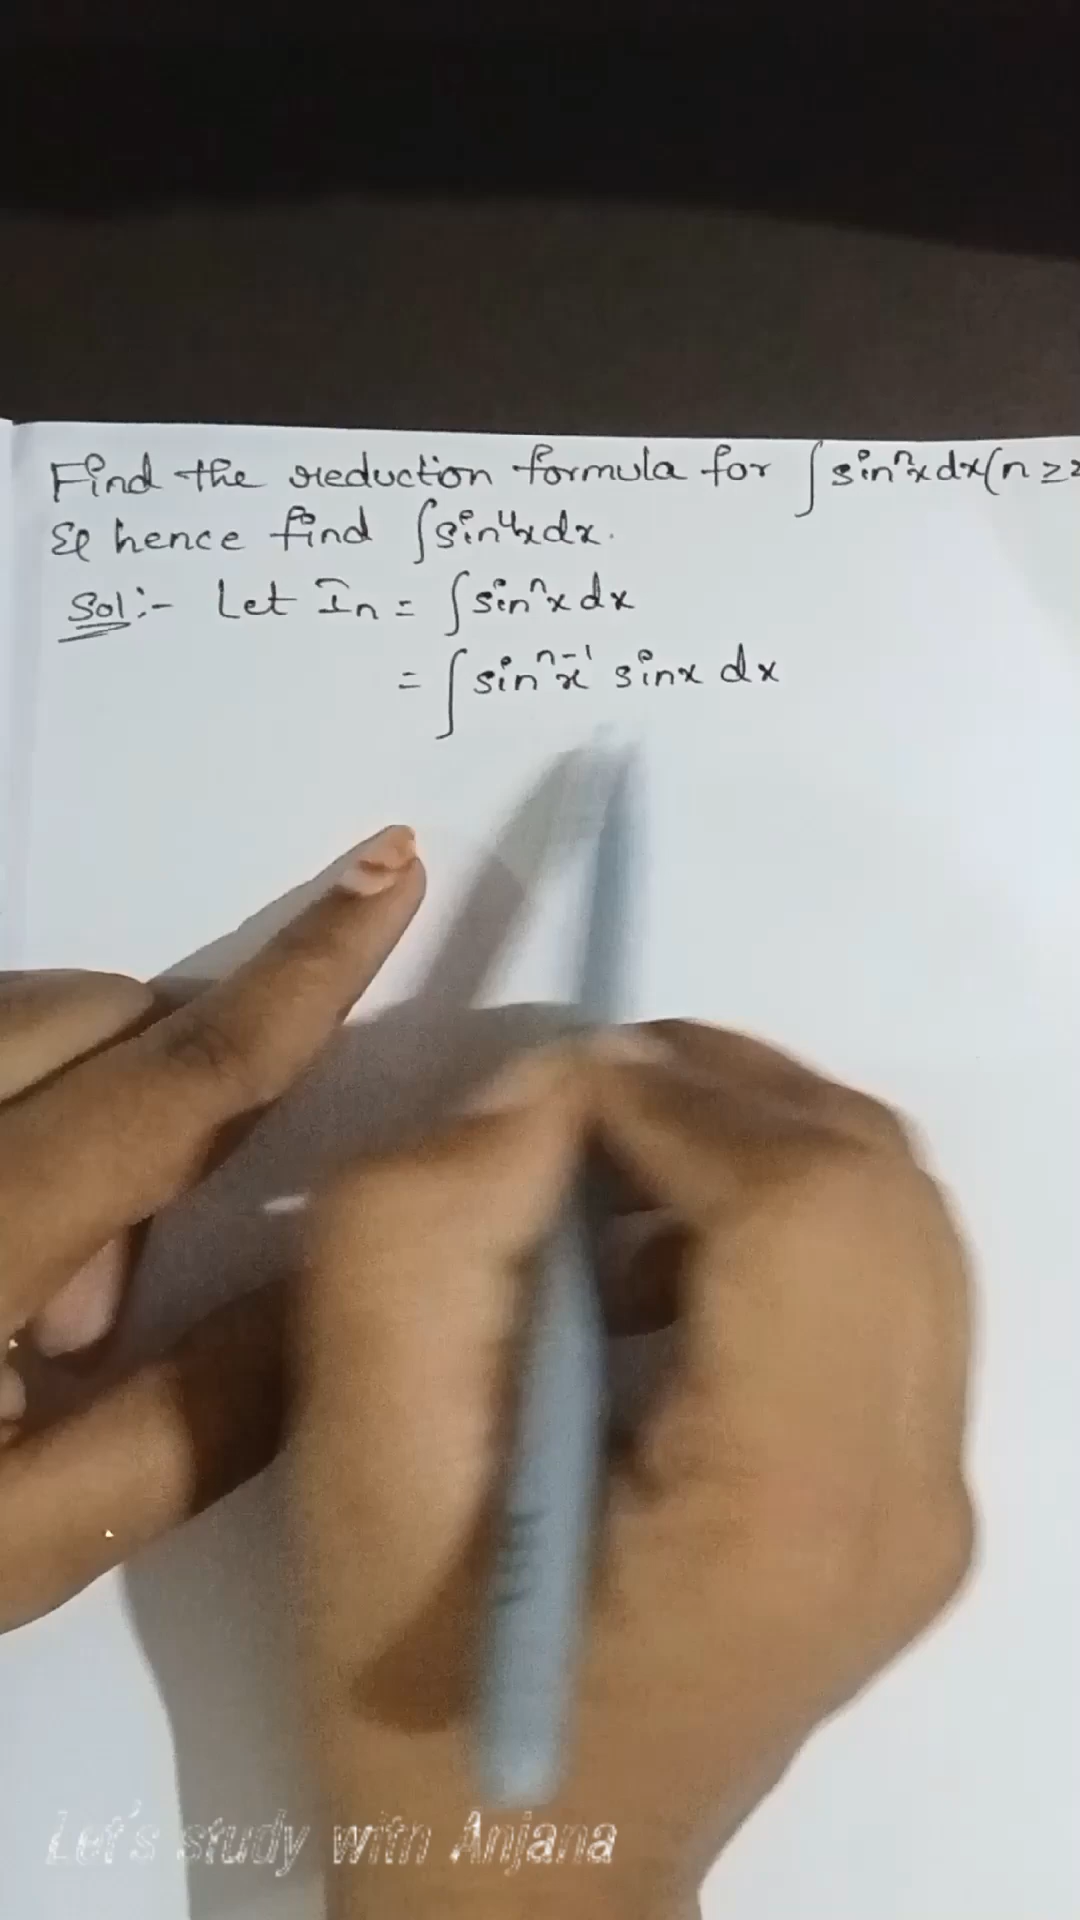 Find the reduction formula for ∫sinⁿx dx (n ≥ 2
& hence find ∫sin⁴x dx.
Sol:- Let Iₙ = ∫sinⁿx dx
= ∫sinⁿ⁻¹x sinx dx
Let's study with Anjana